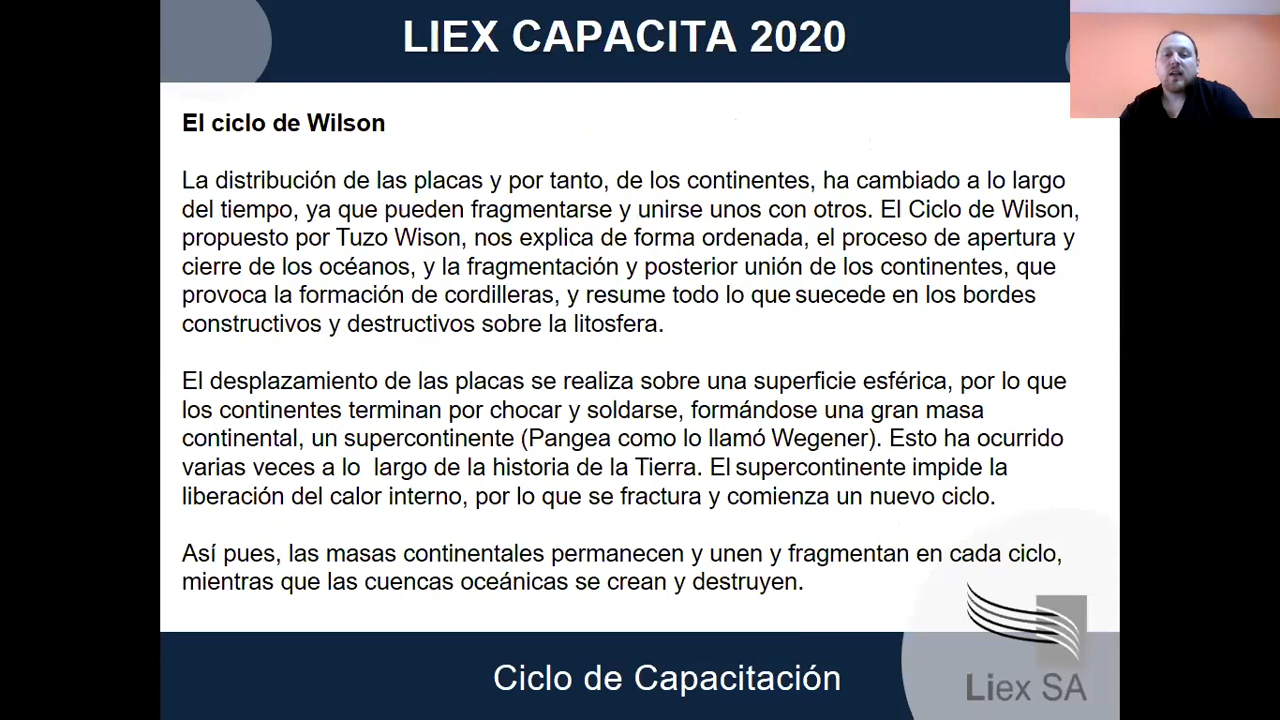 LIEX CAPACITA 2020
El ciclo de Wilson
La distribución de las placas y por tanto, de los continentes, ha cambiado a lo largo
del tiempo, ya que pueden fragmentarse y unirse unos con otros. El Ciclo de Wilson,
propuesto por Tuzo Wison, nos explica de forma ordenada, el proceso de apertura y
cierre de los océanos, y la fragmentación y posterior unión de los continentes, que
provoca la formación de cordilleras, y resume todo lo que suecede en los bordes
constructivos y destructivos sobre la litosfera.
El desplazamiento de las placas se realiza sobre una superficie esférica, por lo que
los continentes terminan por chocar y soldarse, formándose una gran masa
continental, un supercontinente (Pangea como lo llamó Wegener). Esto ha ocurrido
varias veces a lo largo de la historia de la Tierra. El supercontinente impide la
liberación del calor interno, por lo que se fractura y comienza un nuevo ciclo.
Así pues, las masas continentales permanecen y unen y fragmentan en cada ciclo,
mientras que las cuencas oceánicas se crean y destruyen.
Ciclo de Capacitación
Liex SA